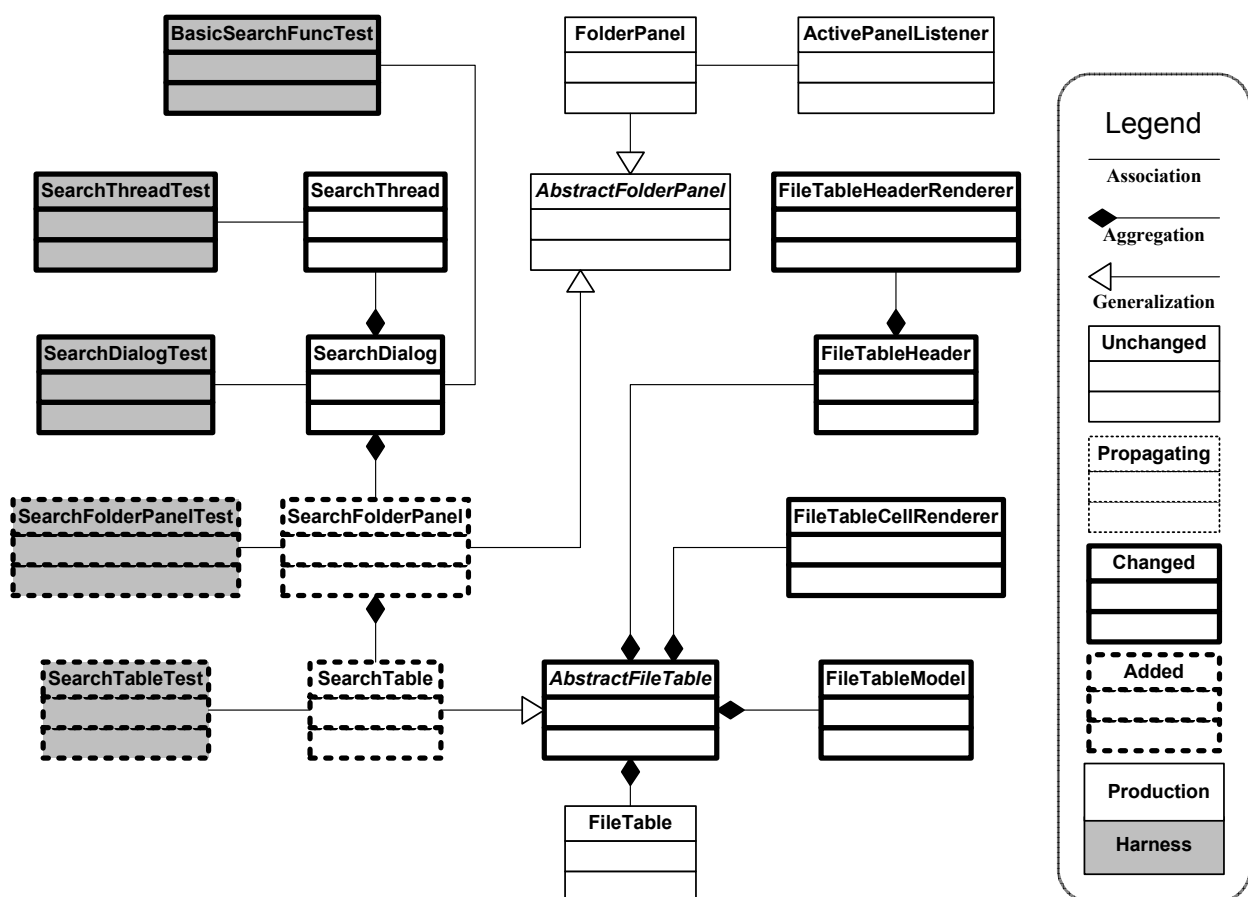 BasicSearchFuncTest
FolderPanel
ActivePanelListener
SearchThreadTest
SearchThread
AbstractFolderPanel
FileTableHeaderRenderer
SearchDialogTest
SearchDialog
FileTableHeader
SearchFolderPanelTest
SearchFolderPanel
FileTableCellRenderer
SearchTableTest
SearchTable
AbstractFileTable
FileTableModel
FileTable
Legend
Association
Aggregation
Generalization
Unchanged
Propagating
Changed
Added
Production
Harness